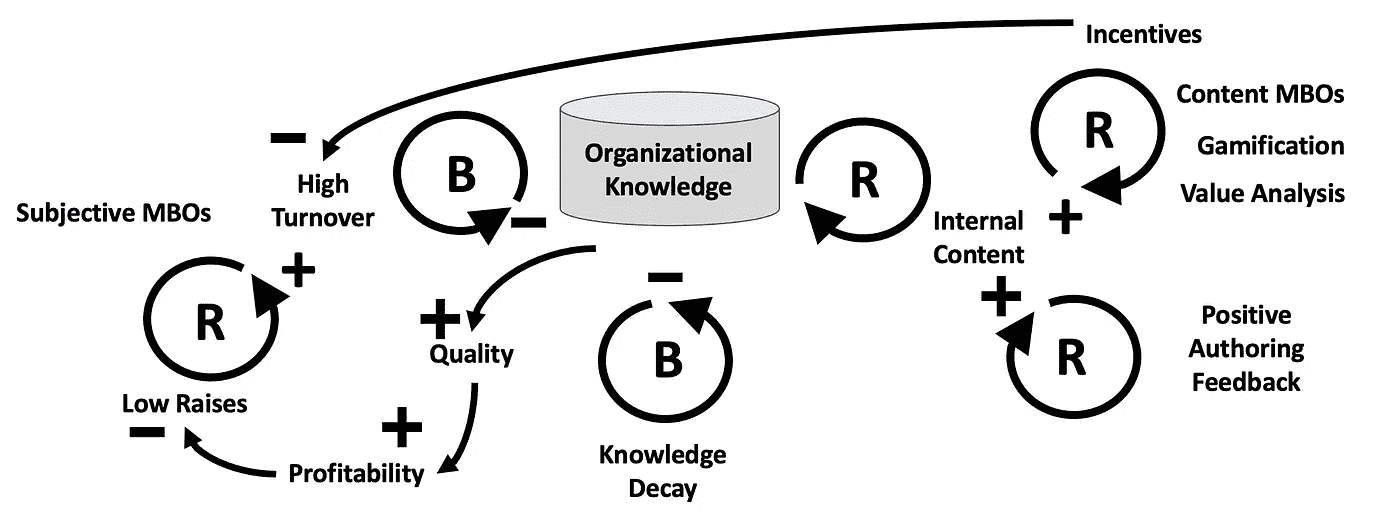 Incentives
Content MBOs
R
Gamification
Value Analysis
+
−
High
Turnover
B
−
Organizational
Knowledge
R
Internal
Content
+
Subjective MBOs
+
R
Low Raises
−
+
Quality
+
Profitability
−
B
Knowledge
Decay
R
Positive
Authoring
Feedback